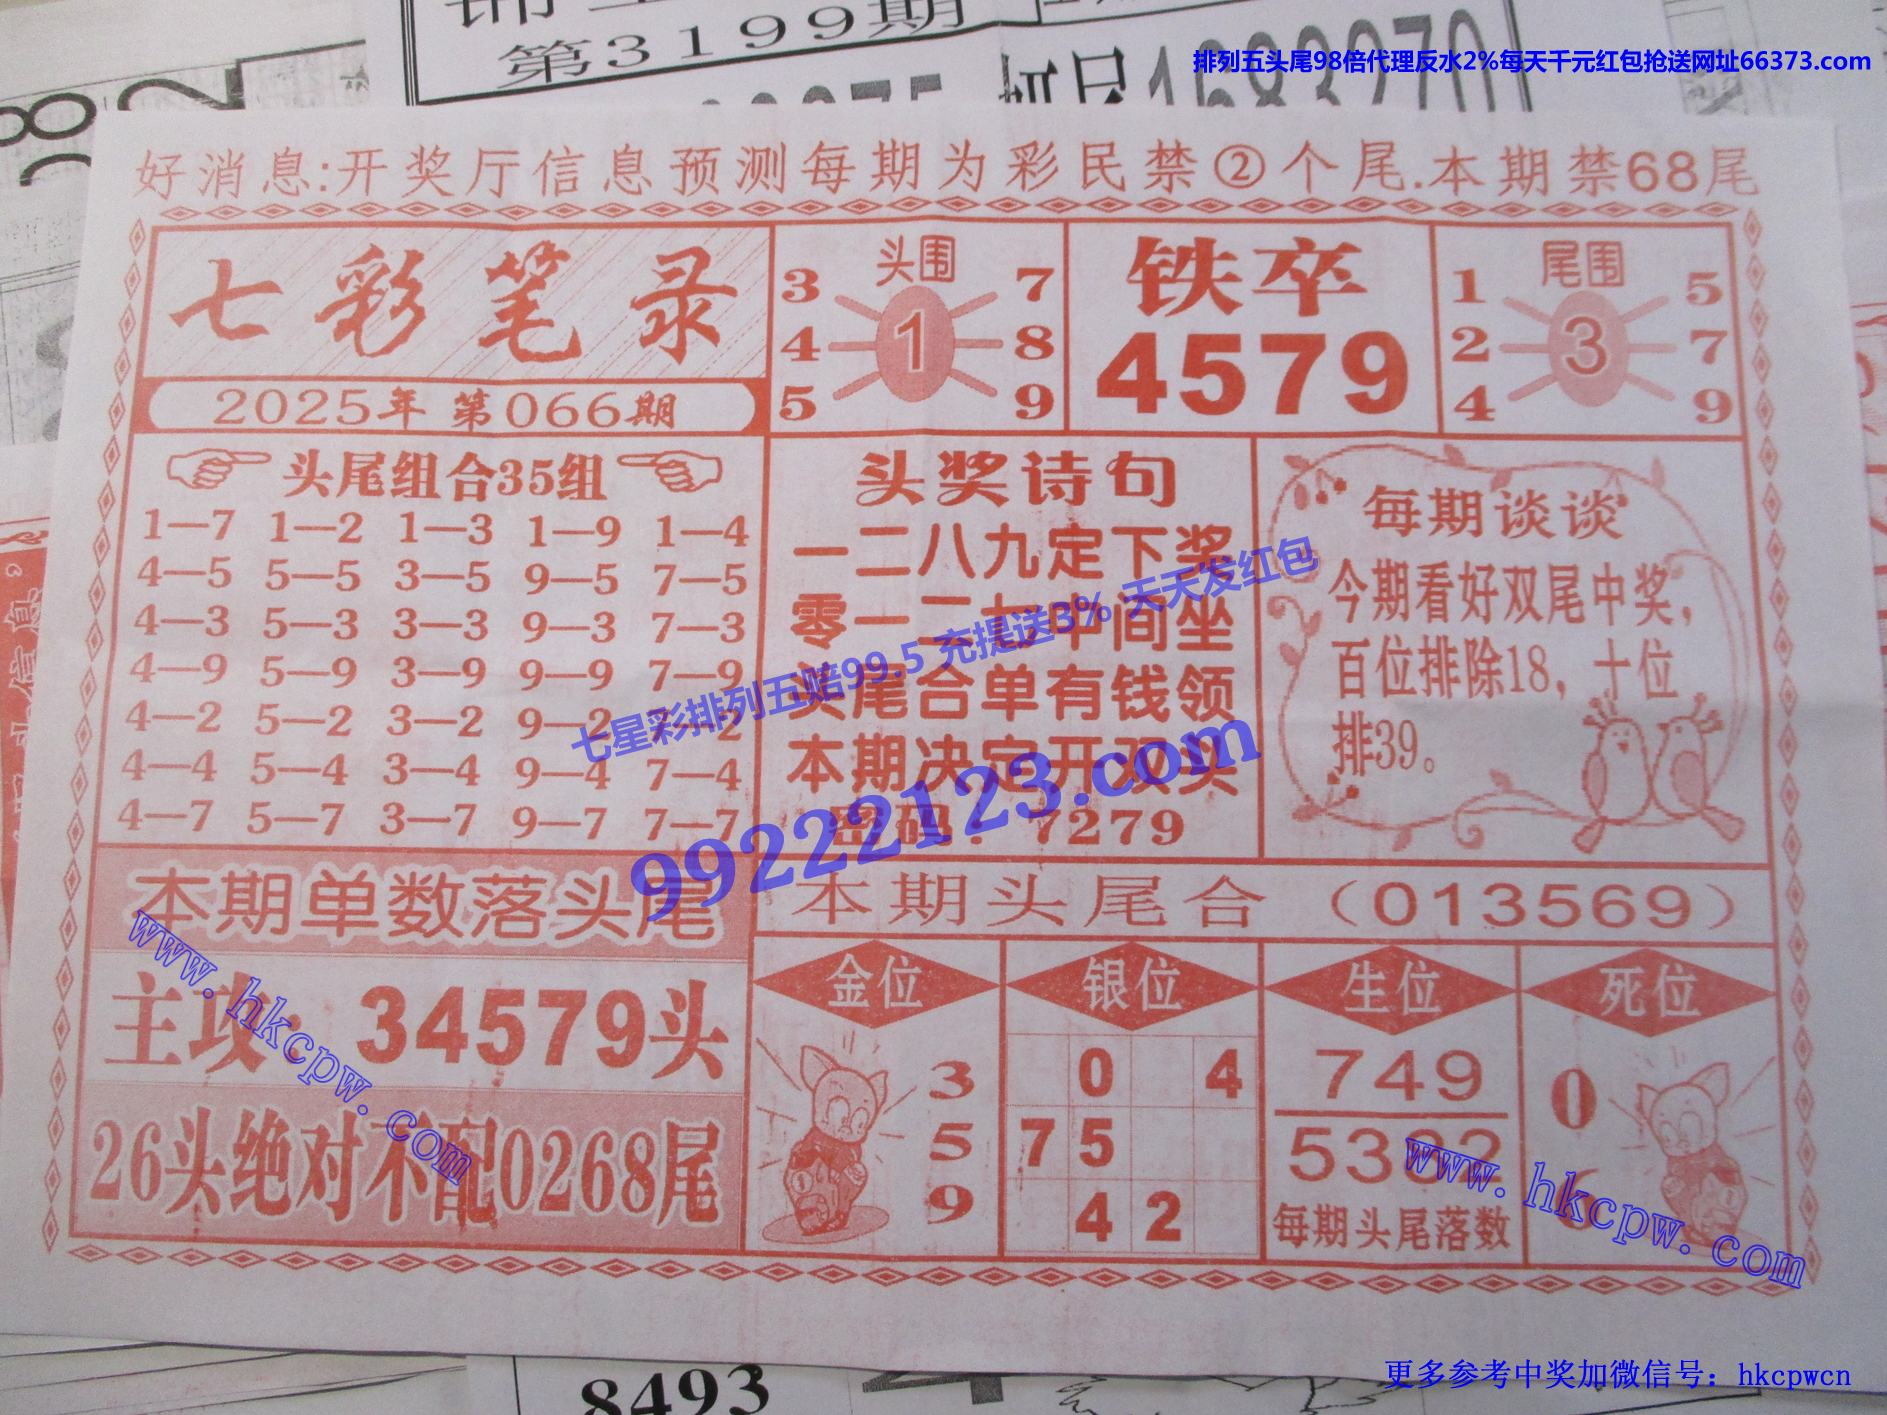 第3199期
排列五头尾98倍代理反水2%每天千元红包抢送网址66373.com
好消息:开奖厅信息预测每期为彩民禁②个尾.本期禁68尾
七彩笔录
2025年 第066期
头围
3 7
4 1 8
5 9
铁卒
4579
尾围
1 5
2 3 7
4 9
头尾组合35组
1—7 1—2 1—3 1—9 1—4
4—5 5—5 3—5 9—5 7—5
4—3 5—3 3—3 9—3 7—3
4—9 5—9 3—9 9—9 7—9
4—2 5—2 3—2 9—2 7—2
4—4 5—4 3—4 9—4 7—4
4—7 5—7 3—7 9—7 7—7
头奖诗句
一二八九定下奖
零一二七中间坐
头尾合单有钱领
本期决定开双头
密码：7279
每期谈谈
今期看好双尾中奖，
百位排除18，十位
排39。
七星彩排列五赔99.5 充提送3% 天天发红包
99222123.com
本期单数落头尾
主攻：34579头
26头绝对不配0268尾
本期头尾合（013569）
金位
3
5
9
银位
0 4
7 5
4 2
生位
749
5382
每期头尾落数
死位
0
6
www.hkcpw.com
www.hkcpw.com
8493
更多参考中奖加微信号：hkcpwcn